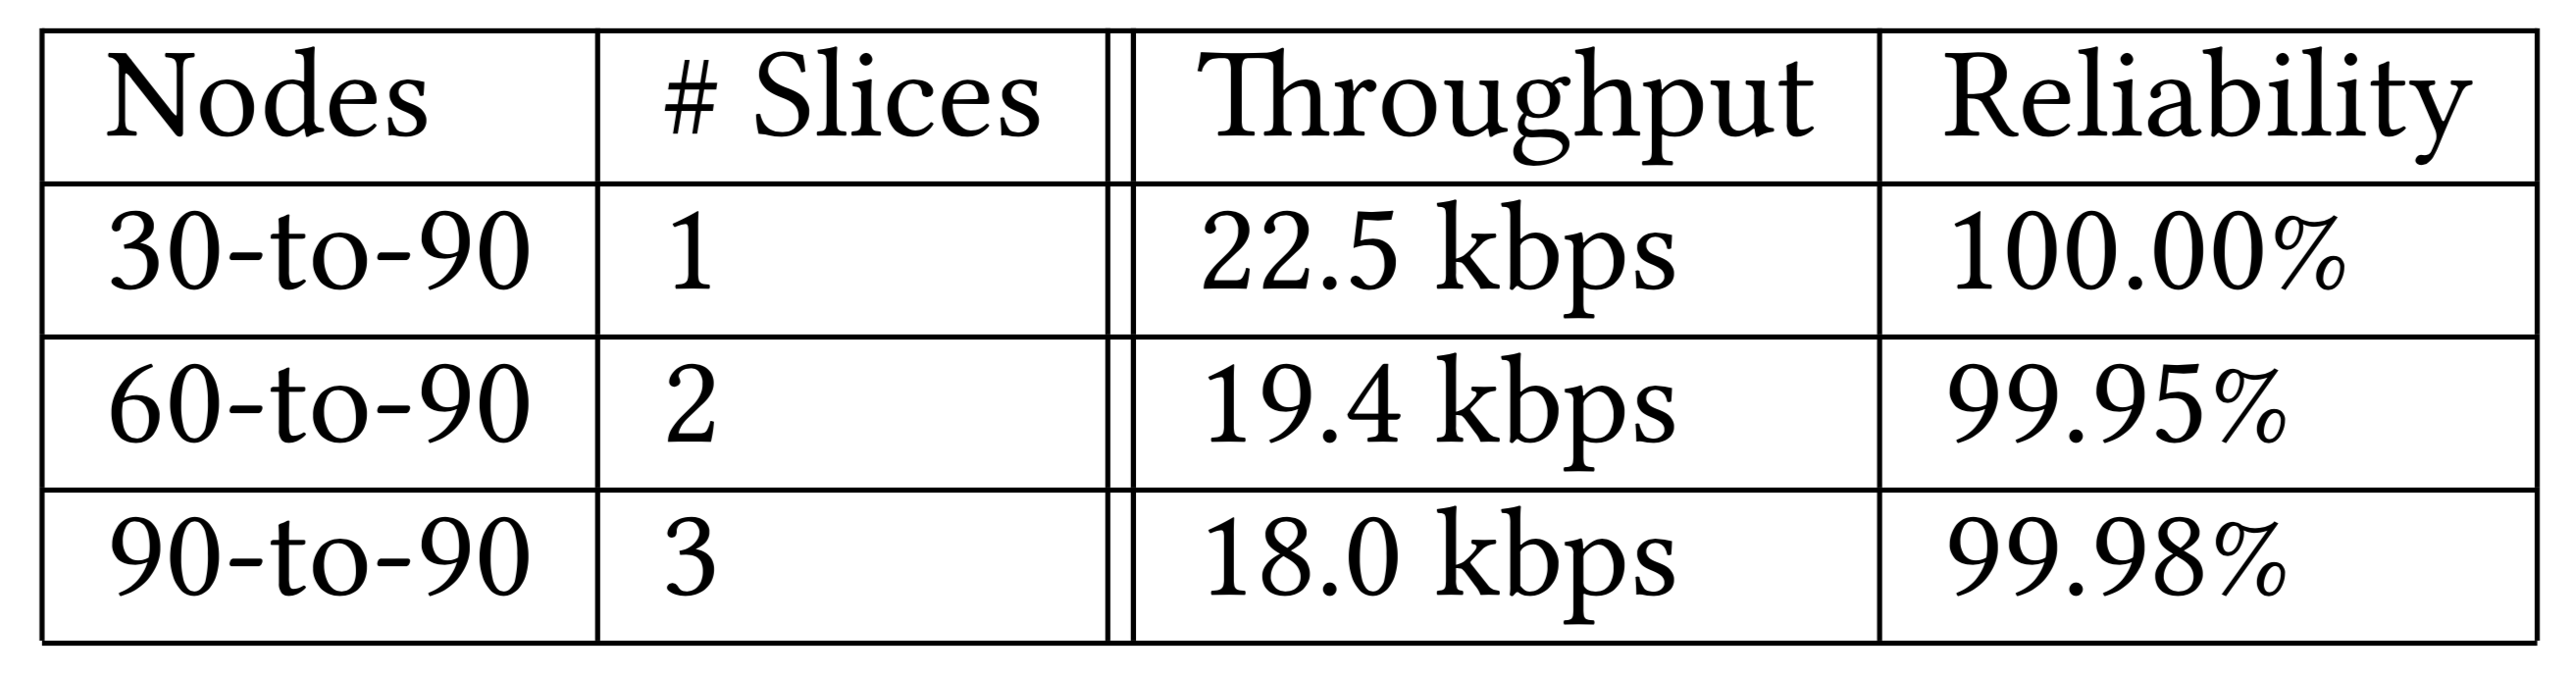 Nodes # Slices Throughput Reliability
30-to-90 1 22.5 kbps 100.00%
60-to-90 2 19.4 kbps 99.95%
90-to-90 3 18.0 kbps 99.98%